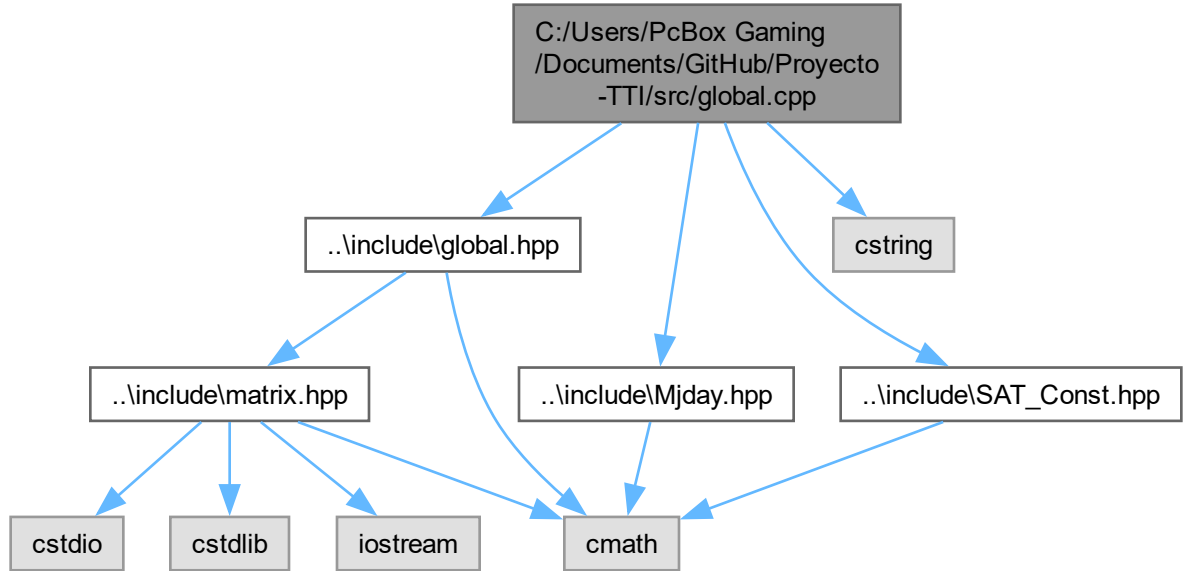 C:/Users/PcBox Gaming
/Documents/GitHub/Proyecto
-TTI/src/global.cpp
..\include\global.hpp
cstring
..\include\matrix.hpp
..\include\Mjday.hpp
..\include\SAT_Const.hpp
cstdio
cstdlib
iostream
cmath